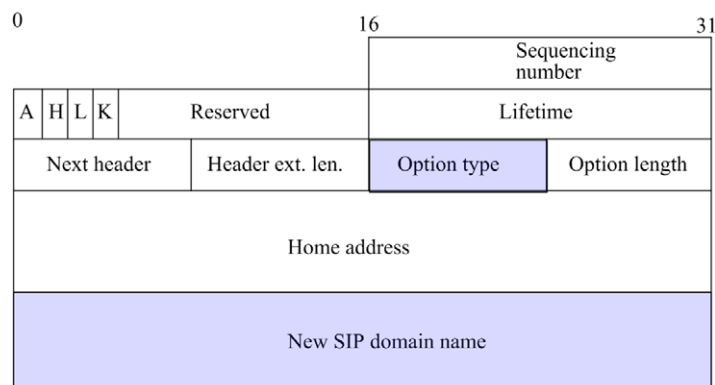 0 16 31
Sequencing
number
A H L K Reserved Lifetime
Next header Header ext. len. Option type Option length
Home address
New SIP domain name